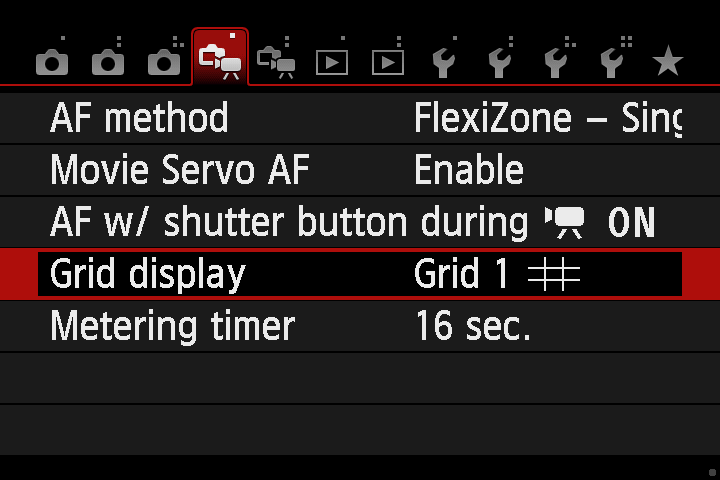 AF method FlexiZone – Sing
Movie Servo AF Enable
AF w/ shutter button during ON
Grid display Grid 1
Metering timer 16 sec.